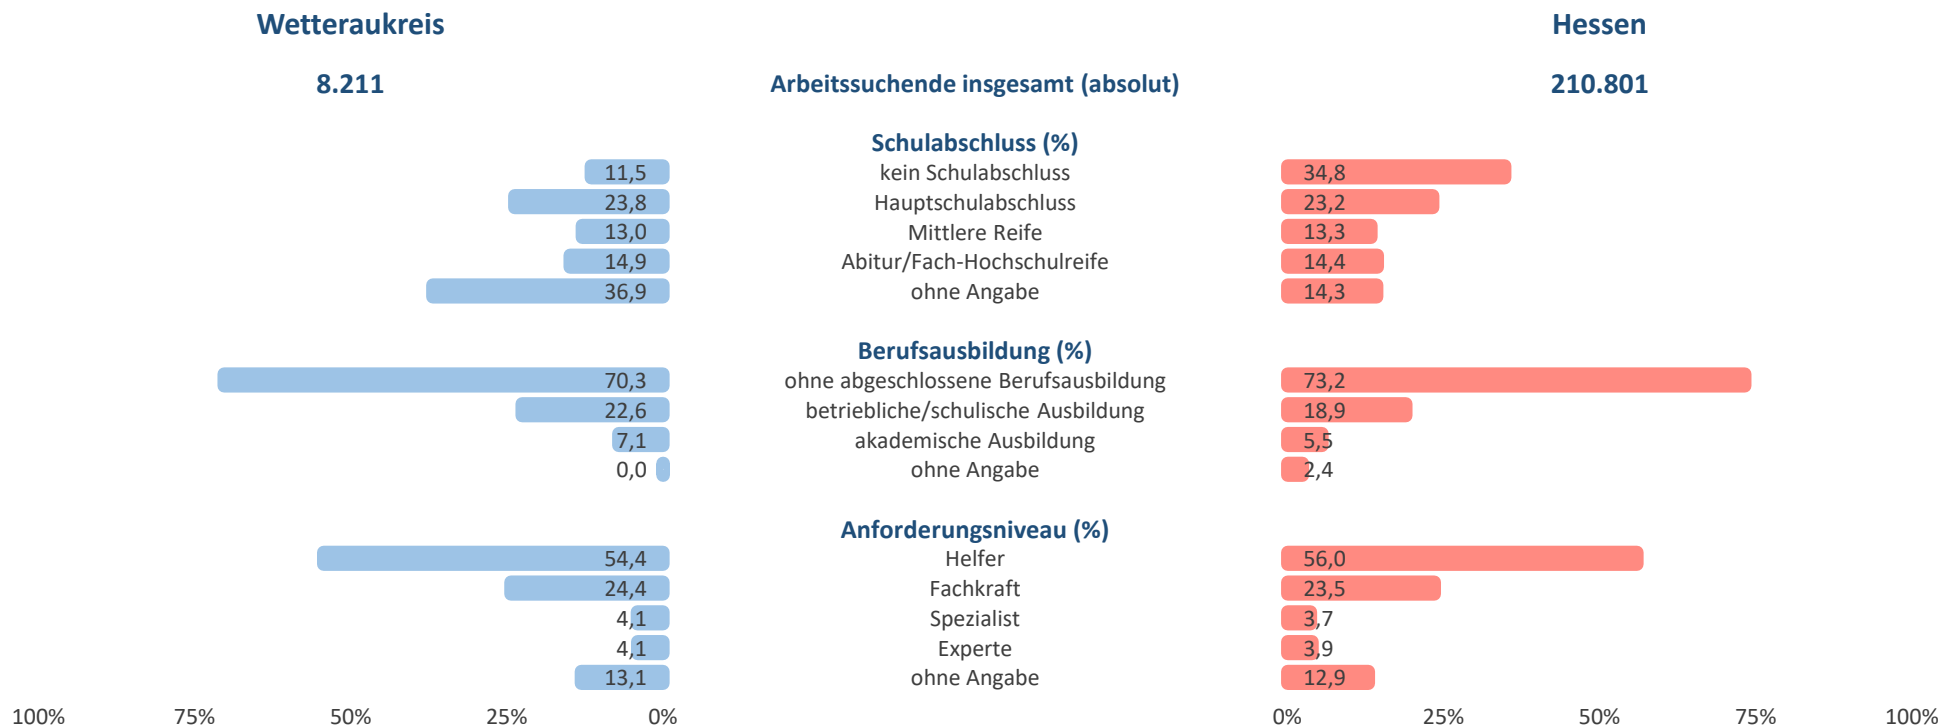 Wetteraukreis Hessen
8.211 Arbeitssuchende insgesamt (absolut) 210.801
Schulabschluss (%)
11,5 kein Schulabschluss 34,8
23,8 Hauptschulabschluss 23,2
13,0 Mittlere Reife 13,3
14,9 Abitur/Fach-Hochschulreife 14,4
36,9 ohne Angabe 14,3
Berufsausbildung (%)
70,3 ohne abgeschlossene Berufsausbildung 73,2
22,6 betriebliche/schulische Ausbildung 18,9
7,1 akademische Ausbildung 5,5
0,0 ohne Angabe 2,4
Anforderungsniveau (%)
54,4 Helfer 56,0
24,4 Fachkraft 23,5
4,1 Spezialist 3,7
4,1 Experte 3,9
13,1 ohne Angabe 12,9
100% 75% 50% 25% 0% 0% 25% 50% 75% 100%